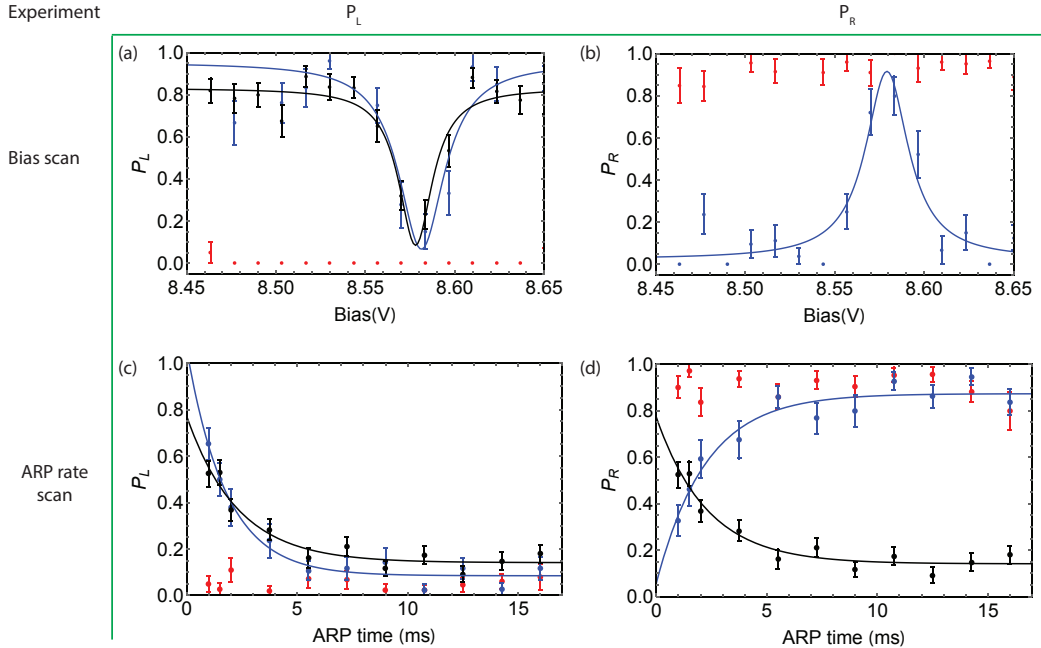 Experiment
P_L
P_R
(a)
(b)
Bias scan
P_L
1.0
0.8
0.6
0.4
0.2
0.0
8.45
8.50
8.55
8.60
8.65
Bias(V)
P_R
1.0
0.8
0.6
0.4
0.2
0.0
8.45
8.50
8.55
8.60
8.65
Bias(V)
(c)
(d)
ARP rate
scan
P_L
1.0
0.8
0.6
0.4
0.2
0.0
0
5
10
15
ARP time (ms)
P_R
1.0
0.8
0.6
0.4
0.2
0.0
0
5
10
15
ARP time (ms)